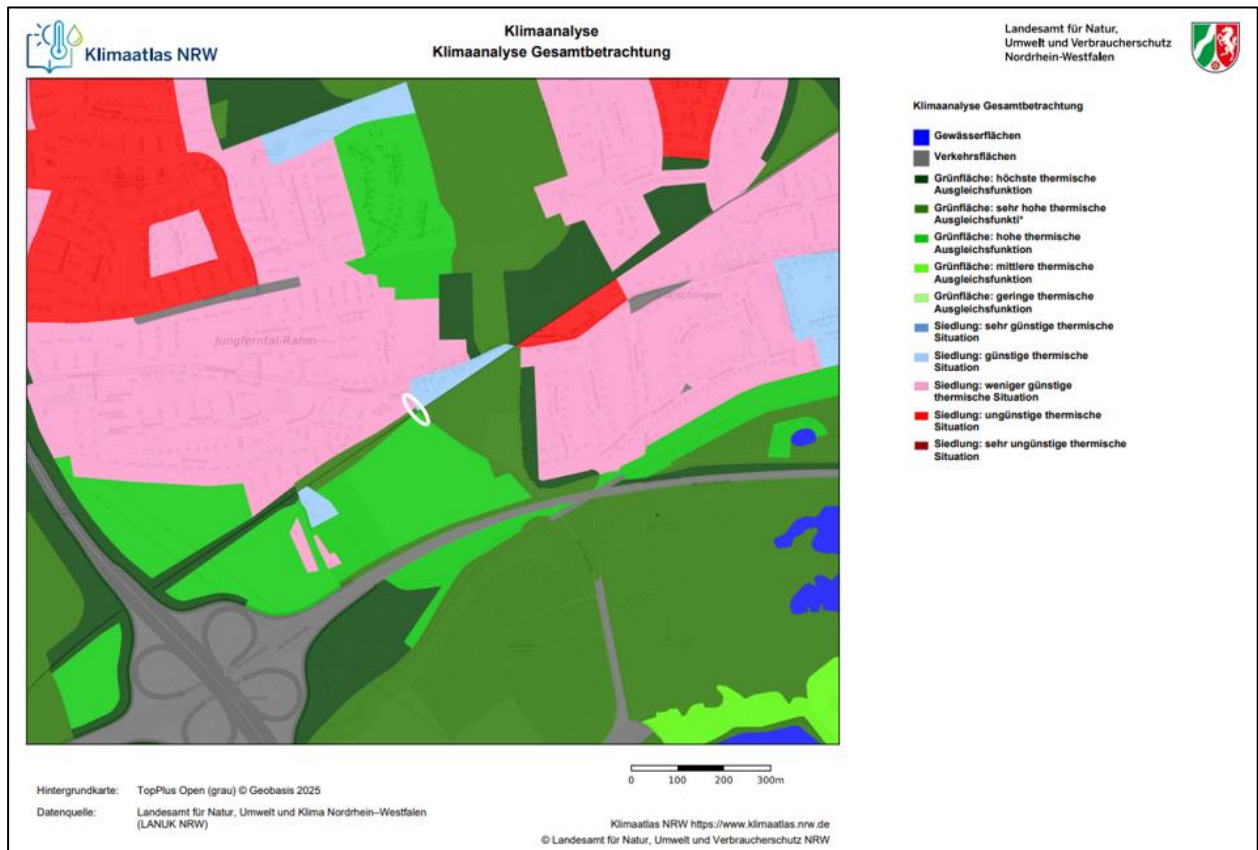 Klimaatlas NRW
Klimaanalyse
Klimaanalyse Gesamtbetrachtung
Landesamt für Natur,
Umwelt und Verbraucherschutz
Nordrhein-Westfalen
Jungferntal-Rahm
Klimaanalyse Gesamtbetrachtung
Gewässerflächen
Verkehrsflächen
Grünfläche: höchste thermische
Ausgleichsfunktion
Grünfläche: sehr hohe thermische
Ausgleichsfunkti*
Grünfläche: hohe thermische
Ausgleichsfunktion
Grünfläche: mittlere thermische
Ausgleichsfunktion
Grünfläche: geringe thermische
Ausgleichsfunktion
Siedlung: sehr günstige thermische
Situation
Siedlung: günstige thermische
Situation
Siedlung: weniger günstige
thermische Situation
Siedlung: ungünstige thermische
Situation
Siedlung: sehr ungünstige thermische
Situation
0 100 200 300m
Hintergrundkarte: TopPlus Open (grau) © Geobasis 2025
Datenquelle: Landesamt für Natur, Umwelt und Klima Nordrhein–Westfalen
(LANUK NRW)
Klimaatlas NRW https://www.klimaatlas.nrw.de
© Landesamt für Natur, Umwelt und Verbraucherschutz NRW